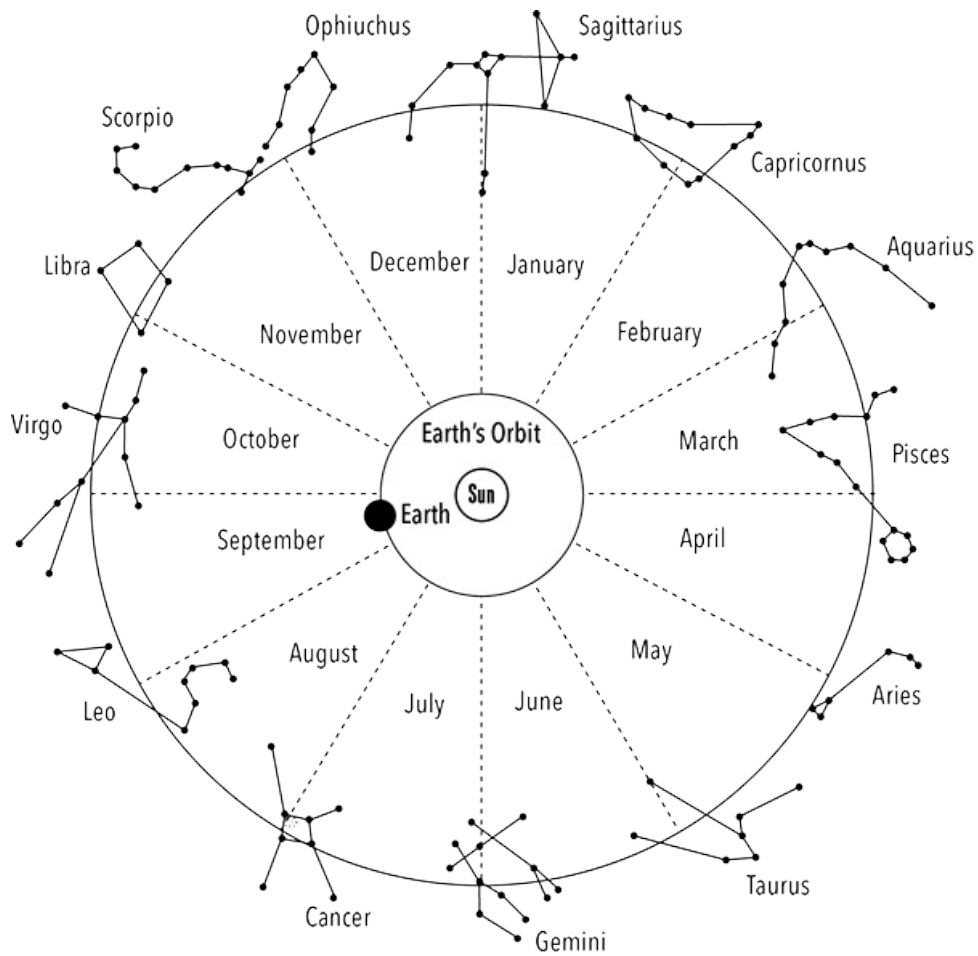 Ophiuchus
Sagittarius
Scorpio
Capricornus
Libra
December
January
Aquarius
November
February
Virgo
October
Earth's Orbit
March
Pisces
Sun
Earth
September
April
August
May
Leo
July
June
Aries
Taurus
Cancer
Gemini